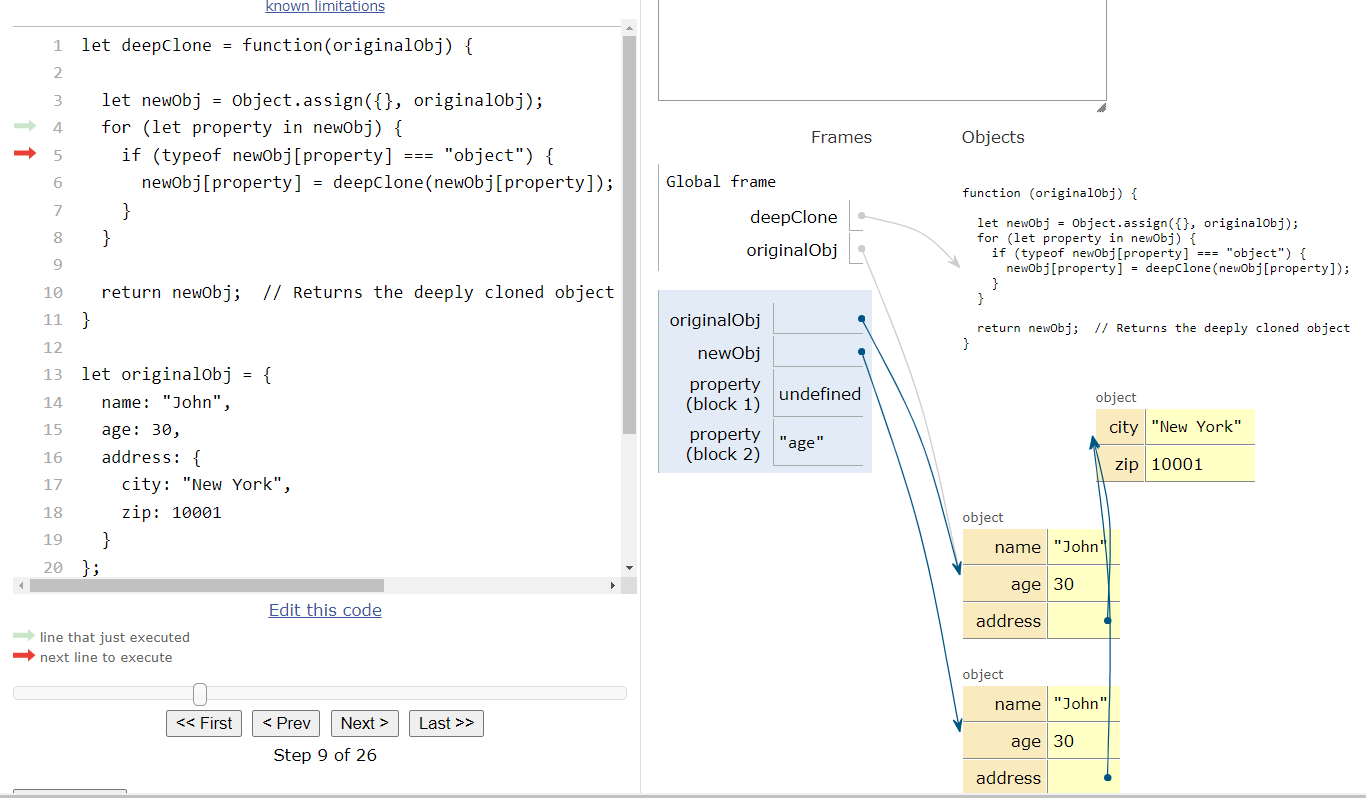 known limitations
1 let deepClone = function(originalObj) {
2
3 let newObj = Object.assign({}, originalObj);
4 for (let property in newObj) {
5 if (typeof newObj[property] === "object") {
6 newObj[property] = deepClone(newObj[property]);
7 }
8 }
9
10 return newObj;  // Returns the deeply cloned object
11 }
12
13 let originalObj = {
14 name: "John",
15 age: 30,
16 address: {
17 city: "New York",
18 zip: 10001
19 }
20 };
Edit this code
line that just executed
next line to execute
<< First
< Prev
Next >
Last >>
Step 9 of 26
Frames
Objects
Global frame
deepClone
originalObj
originalObj
newObj
property
(block 1)
undefined
property
(block 2)
"age"
function (originalObj) {
let newObj = Object.assign({}, originalObj);
for (let property in newObj) {
if (typeof newObj[property] === "object") {
newObj[property] = deepClone(newObj[property]);
}
}
return newObj;  // Returns the deeply cloned object
}
object
city "New York"
zip 10001
object
name "John"
age 30
address
object
name "John"
age 30
address